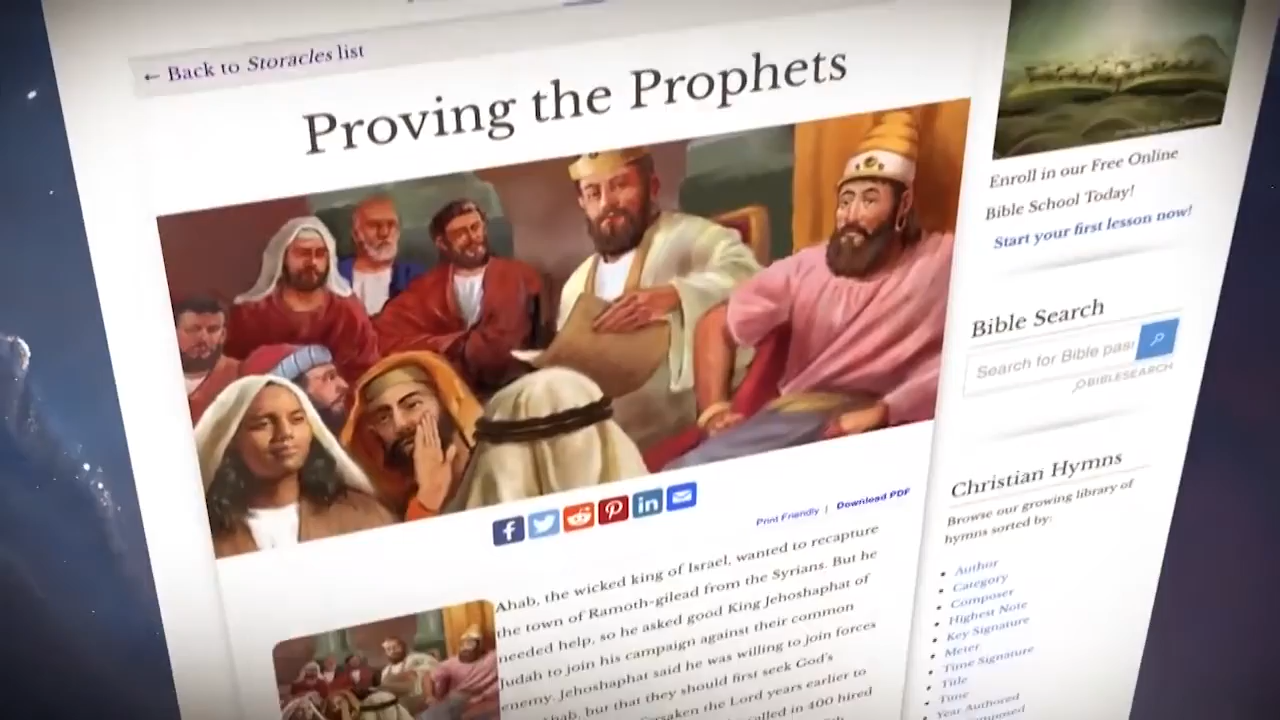 ← Back to Storacles list
Proving the Prophets
Print Friendly | Download PDF
Ahab, the wicked king of Israel, wanted to recapture
the town of Ramoth-gilead from the Syrians. But he
needed help, so he asked good King Jehoshaphat of
Judah to join his campaign against their common
enemy. Jehoshaphat said he was willing to join forces
Ahab, but that they should first seek God's
forsaken the Lord years earlier to
called in 400 hired
Enroll in our Free Online
Bible School Today!
Start your first lesson now!
Bible Search
Search for Bible pas
BIBLESEARCH
Christian Hymns
Browse our growing library of
hymns sorted by:
• Author
• Category
• Composer
• Highest Note
• Key Signature
• Meter
• Time Signature
• Title
• Tune
Year Authored